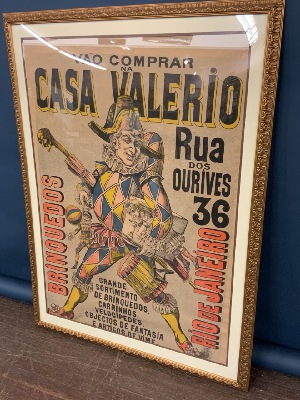 VÃO COMPRAR
NA
CASA VALERIO
Rua
DOS
OURIVES
36
BRINQUEDOS
RIO DE JANEIRO
GRANDE
SORTIMENTO
DE BRINQUEDOS,
CARRINHOS,
VELOCIPEDES
OBJECTOS DE FANTASIA
E ARTIGOS DE VIME